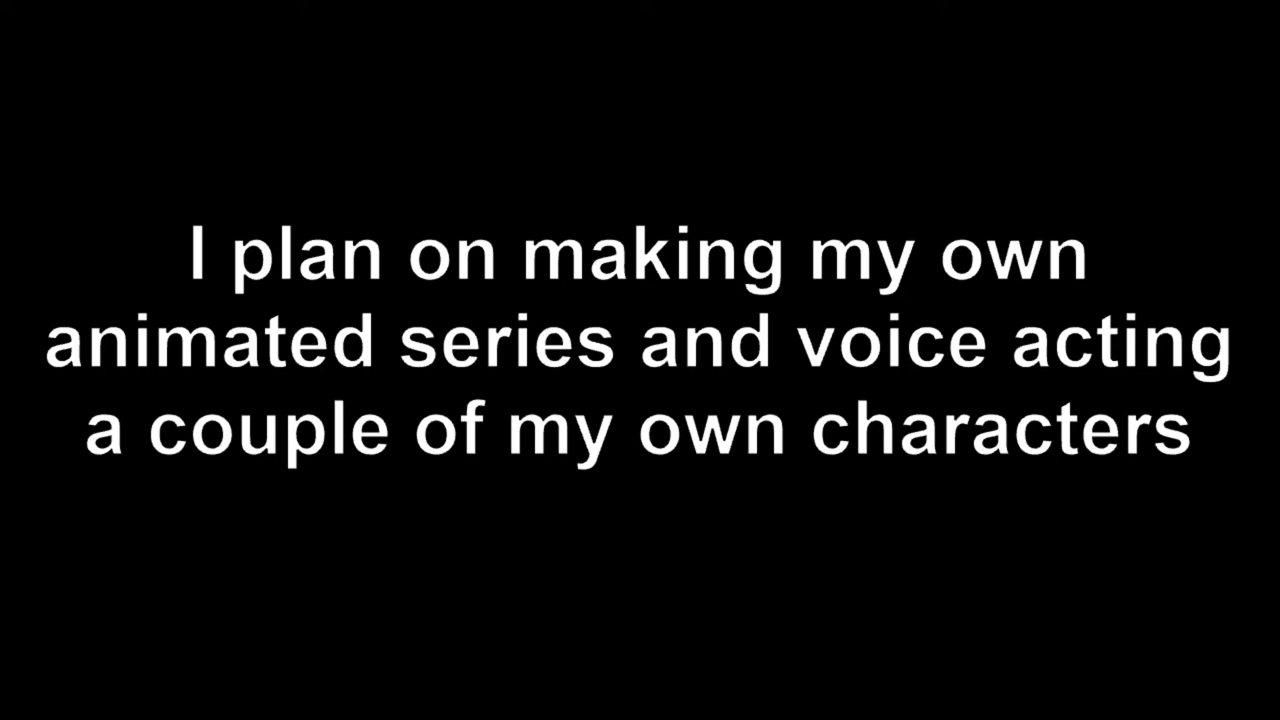 I plan on making my own
animated series and voice acting
a couple of my own characters